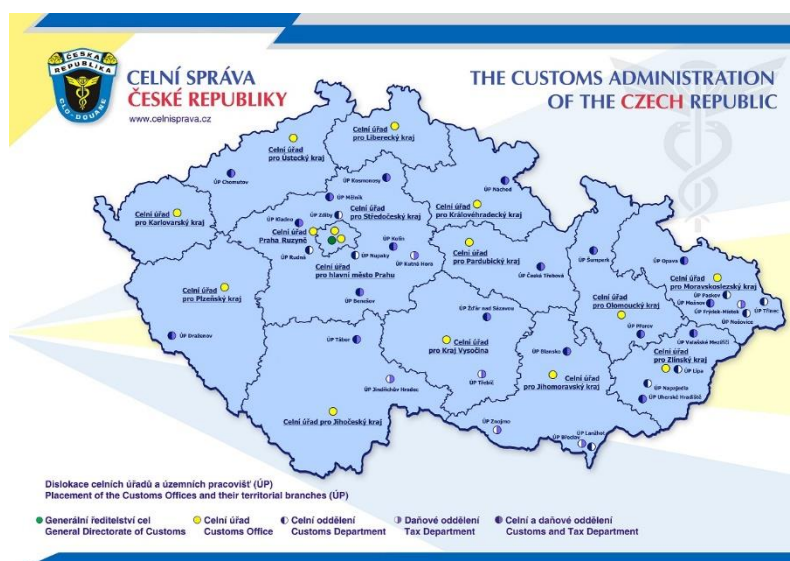 ČESKÁ
REPUBLIKA
CLO - DOUANE
CELNÍ SPRÁVA
ČESKÉ REPUBLIKY
www.celnisprava.cz
THE CUSTOMS ADMINISTRATION
OF THE CZECH REPUBLIC
Celní úřad
pro Liberecký kraj
Celní úřad
pro Ústecký kraj
ÚP Chomutov
ÚP Kosmonosy
ÚP Náchod
ÚP Mělník
Celní úřad
pro Karlovarský kraj
ÚP Kladno
ÚP Zdiby
Celní úřad
pro Středočeský kraj
Celní úřad
pro Královéhradecký kraj
Celní úřad
Praha Ruzyně
ÚP Kolín
ÚP Rudná
ÚP Nupaky
ÚP Kutná Hora
Celní úřad
pro Pardubický kraj
ÚP Šumperk
ÚP Opava
Celní úřad
pro hlavní město Prahu
ÚP Česká Třebová
Celní úřad
pro Moravskoslezský kraj
Celní úřad
pro Plzeňský kraj
ÚP Benešov
ÚP Paskov
ÚP Mošnov
ÚP Frýdek-Místek
ÚP Třinec
ÚP Nošovice
Celní úřad
pro Olomoucký kraj
ÚP Žďár nad Sázavou
ÚP Draženov
ÚP Tábor
Celní úřad
pro Kraj Vysočina
ÚP Přerov
ÚP Valašské Meziříčí
ÚP Blansko
Celní úřad
pro Zlínský kraj
ÚP Lípa
ÚP Jindřichův Hradec
ÚP Třebíč
Celní úřad
pro Jihomoravský kraj
ÚP Napajedla
ÚP Uherské Hradiště
Celní úřad pro Jihočeský kraj
ÚP Znojmo
ÚP Břeclav
ÚP Lanžhot
Dislokace celních úřadů a územních pracovišť (ÚP)
Placement of the Customs Offices and their territorial branches (ÚP)
Generální ředitelství cel
General Directorate of Customs
Celní úřad
Customs Office
Celní oddělení
Customs Department
Daňové oddělení
Tax Department
Celní a daňové oddělení
Customs and Tax Department